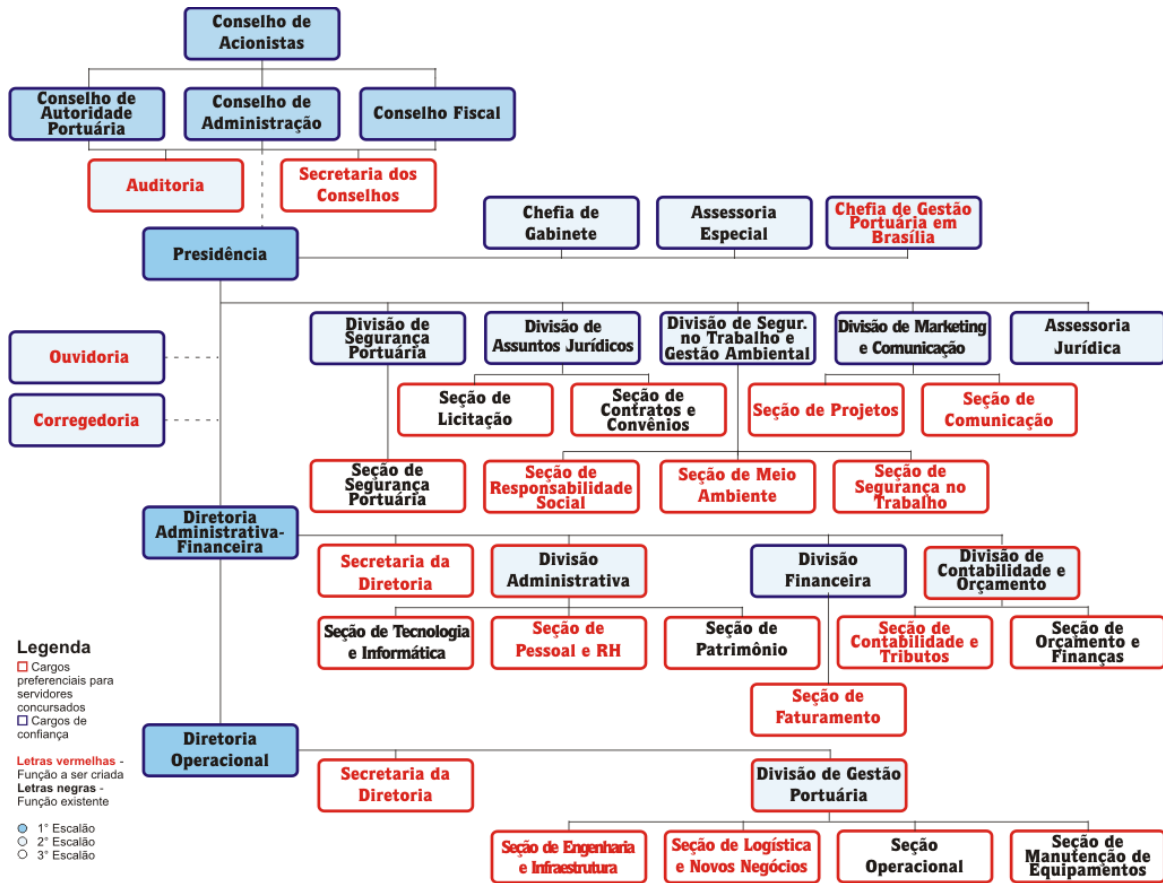 Conselho de
Acionistas
Conselho de
Autoridade
Portuária
Conselho de
Administração
Conselho Fiscal
Auditoria
Secretaria dos
Conselhos
Chefia de
Gabinete
Assessoria
Especial
Chefia de Gestão
Portuária em
Brasília
Presidência
Ouvidoria
Corregedoria
Divisão de
Segurança
Portuária
Divisão de
Assuntos Jurídicos
Divisão de Segur.
no Trabalho e
Gestão Ambiental
Divisão de Marketing
e Comunicação
Assessoria
Jurídica
Seção de
Licitação
Seção de
Contratos e
Convênios
Seção de Projetos
Seção de
Comunicação
Seção de
Segurança
Portuária
Seção de
Responsabilidade
Social
Seção de Meio
Ambiente
Seção de
Segurança no
Trabalho
Diretoria
Administrativa-
Financeira
Secretaria da
Diretoria
Divisão
Administrativa
Divisão
Financeira
Divisão de
Contabilidade e
Orçamento
Seção de Tecnologia
e Informática
Seção de
Pessoal e RH
Seção de
Patrimônio
Seção de
Contabilidade e
Tributos
Seção de
Orçamento e
Finanças
Seção de
Faturamento
Diretoria
Operacional
Secretaria da
Diretoria
Divisão de Gestão
Portuária
Seção de Engenharia
e Infraestrutura
Seção de Logística
e Novos Negócios
Seção
Operacional
Seção de
Manutenção de
Equipamentos
Legenda
Cargos
preferenciais para
servidores
concursados
Cargos de
confiança
Letras vermelhas -
Função a ser criada
Letras negras -
Função existente
1° Escalão
2° Escalão
3° Escalão